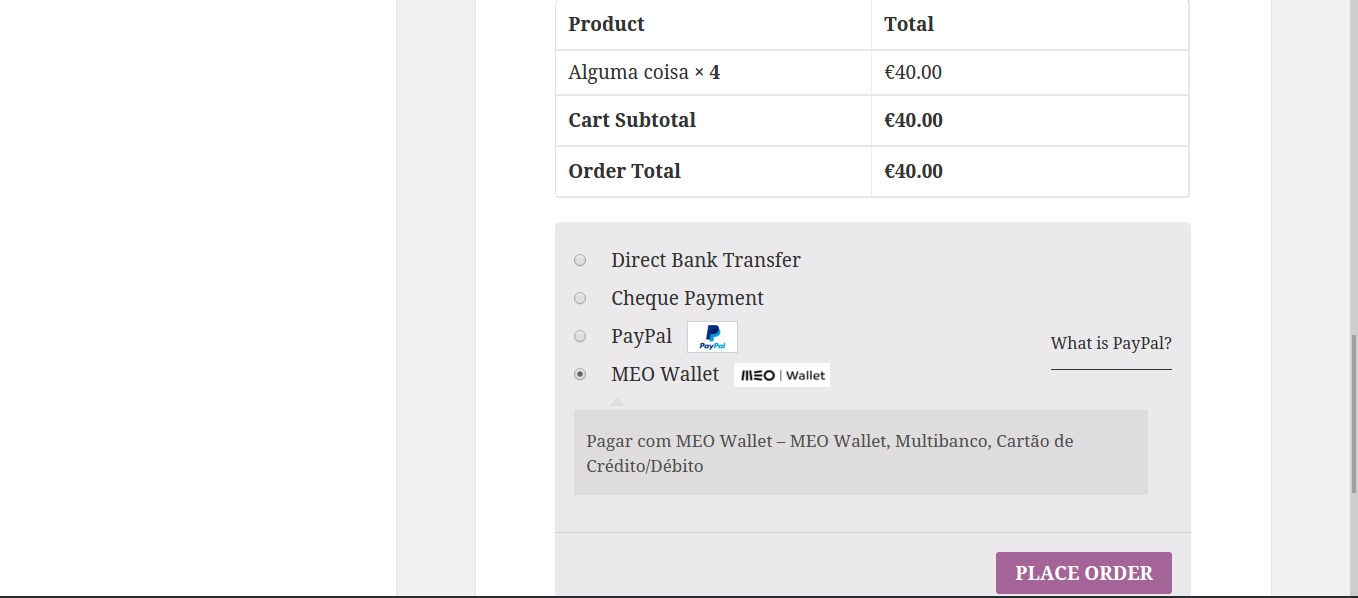 Product Total
Alguma coisa × 4 €40.00
Cart Subtotal €40.00
Order Total €40.00
Direct Bank Transfer
Cheque Payment
PayPal PayPal What is PayPal?
MEO Wallet MEO | Wallet
Pagar com MEO Wallet – MEO Wallet, Multibanco, Cartão de
Crédito/Débito
PLACE ORDER